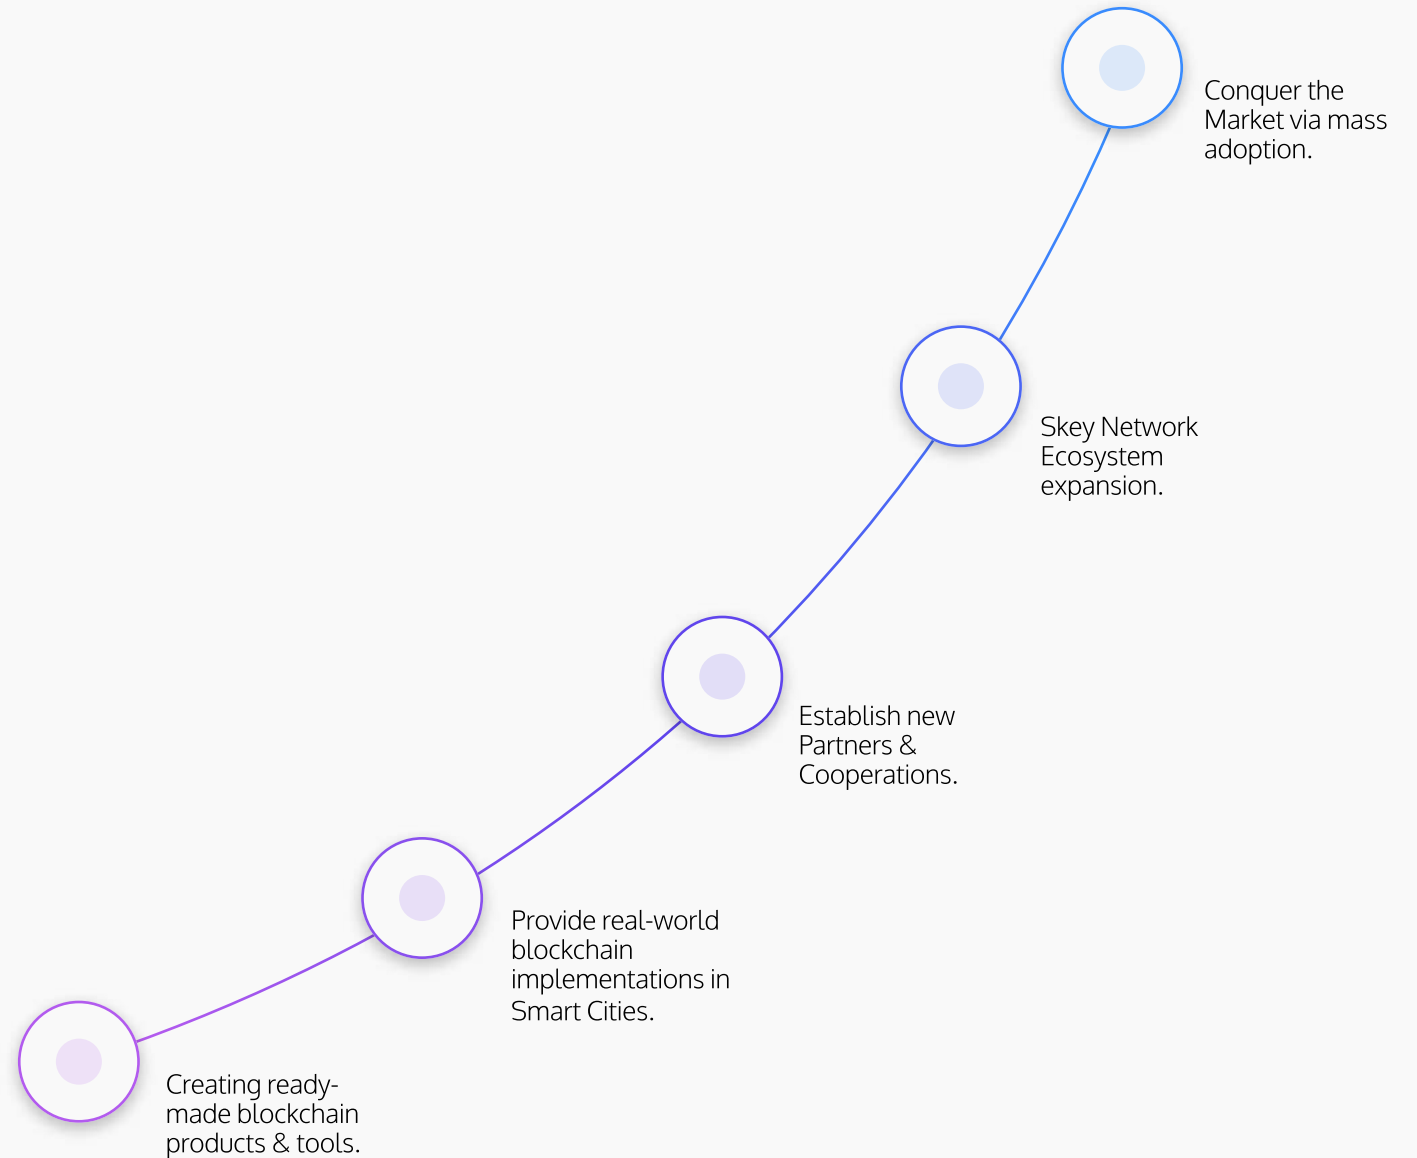 Conquer the
Market via mass
adoption.
Skey Network
Ecosystem
expansion.
Establish new
Partners &
Cooperations.
Provide real-world
blockchain
implementations in
Smart Cities.
Creating ready-
made blockchain
products & tools.